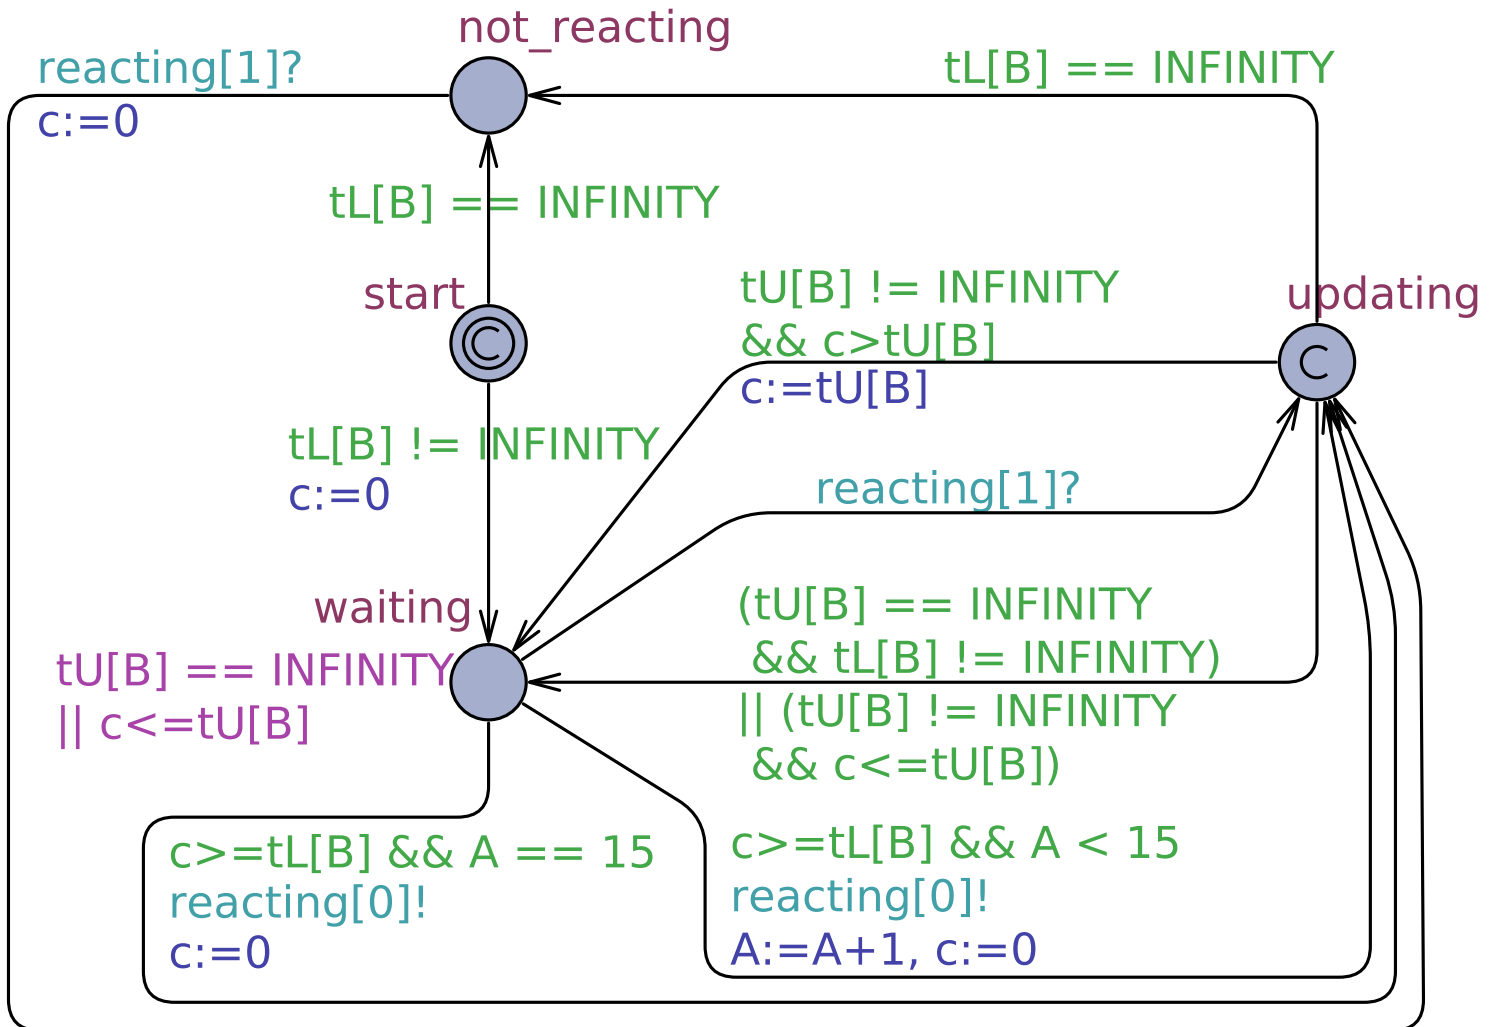 not_reacting
reacting[1]?
c:=0
tL[B] == INFINITY
tL[B] == INFINITY
start
tU[B] != INFINITY
&& c>tU[B]
c:=tU[B]
updating
C
C
tL[B] != INFINITY
c:=0
reacting[1]?
waiting
tU[B] == INFINITY
|| c<=tU[B]
(tU[B] == INFINITY
&& tL[B] != INFINITY)
|| (tU[B] != INFINITY
&& c<=tU[B])
c>=tL[B] && A == 15
reacting[0]!
c:=0
c>=tL[B] && A < 15
reacting[0]!
A:=A+1, c:=0